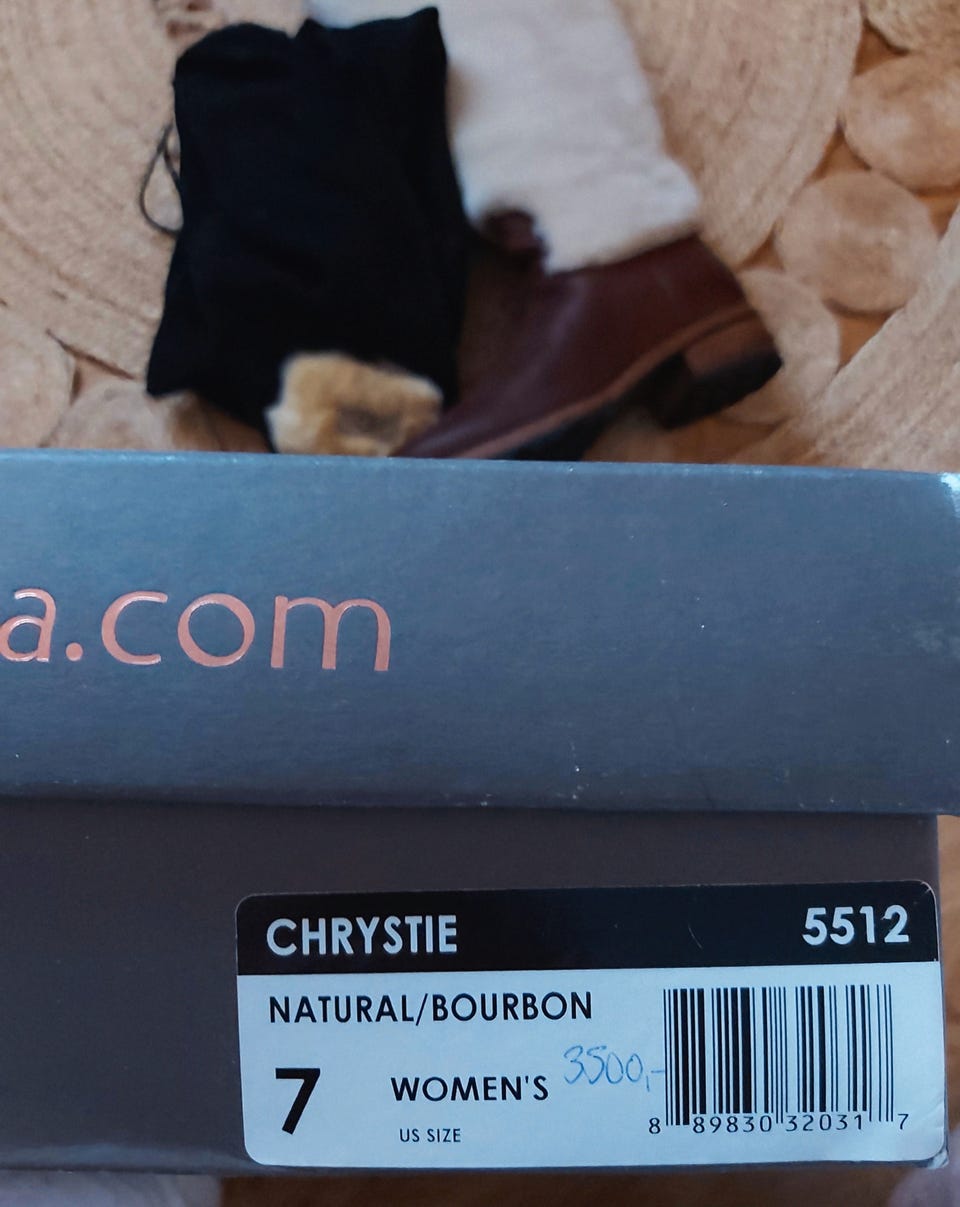 a.com
CHRYSTIE 5512
NATURAL/BOURBON
7 WOMEN'S 3500,-
US SIZE
8 89830 32031 7